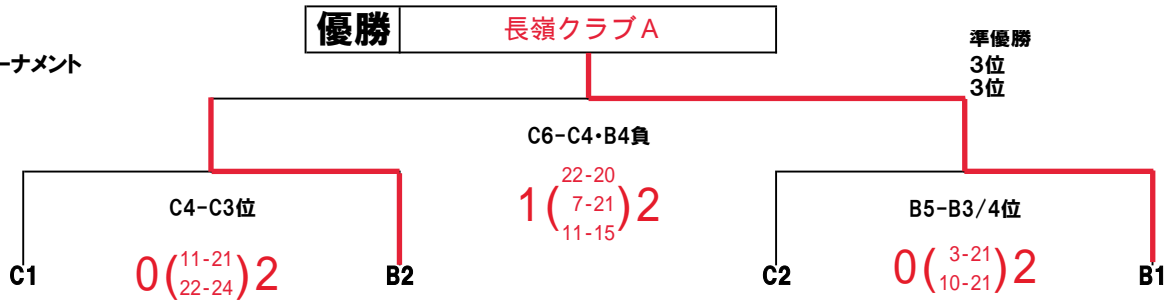 優勝 長嶺クラブA
準優勝
3位
3位
ーナメント
C6-C4・B4負
1 ( 22-20 7-21 11-15 ) 2
C4-C3位
B5-B3/4位
C1
0 ( 11-21 22-24 ) 2
B2
C2
0 ( 3-21 10-21 ) 2
B1